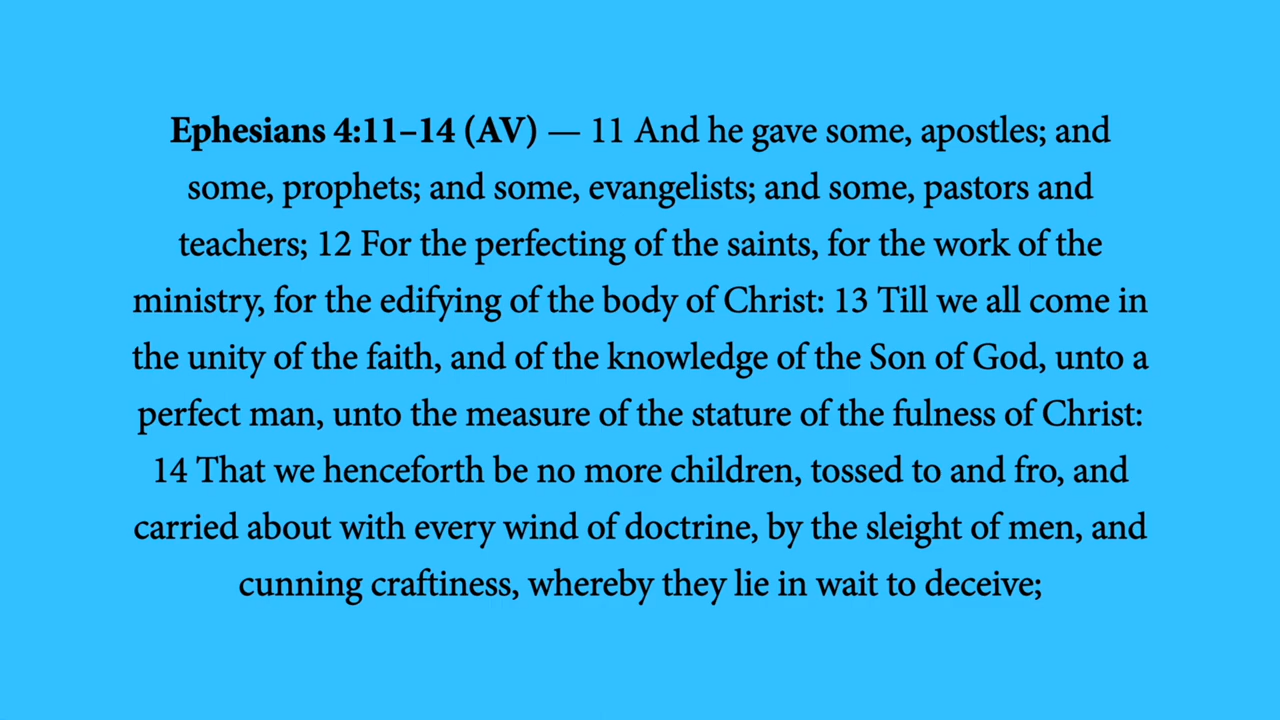 Ephesians 4:11–14 (AV) — 11 And he gave some, apostles; and
some, prophets; and some, evangelists; and some, pastors and
teachers; 12 For the perfecting of the saints, for the work of the
ministry, for the edifying of the body of Christ: 13 Till we all come in
the unity of the faith, and of the knowledge of the Son of God, unto a
perfect man, unto the measure of the stature of the fulness of Christ:
14 That we henceforth be no more children, tossed to and fro, and
carried about with every wind of doctrine, by the sleight of men, and
cunning craftiness, whereby they lie in wait to deceive;